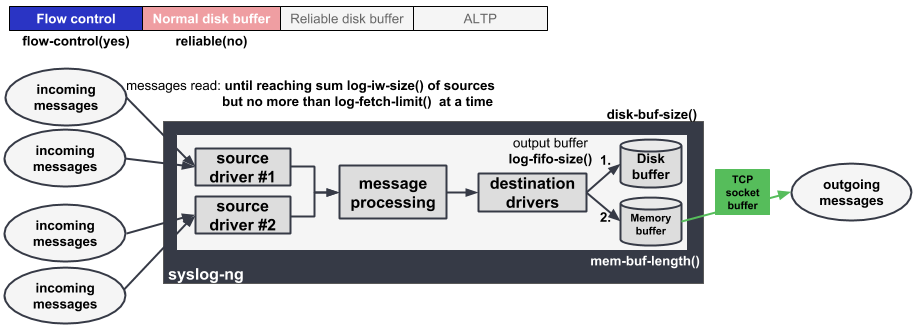 Flow control
Normal disk buffer
Reliable disk buffer
ALTP
flow-control(yes)
reliable(no)
messages read: until reaching sum log-iw-size() of sources
but no more than log-fetch-limit() at a time
incoming
messages
incoming
messages
incoming
messages
incoming
messages
source
driver #1
source
driver #2
message
processing
output buffer
log-fifo-size()
destination
drivers
disk-buf-size()
1.
Disk
buffer
2.
Memory
buffer
mem-buf-length()
syslog-ng
TCP
socket
buffer
outgoing
messages